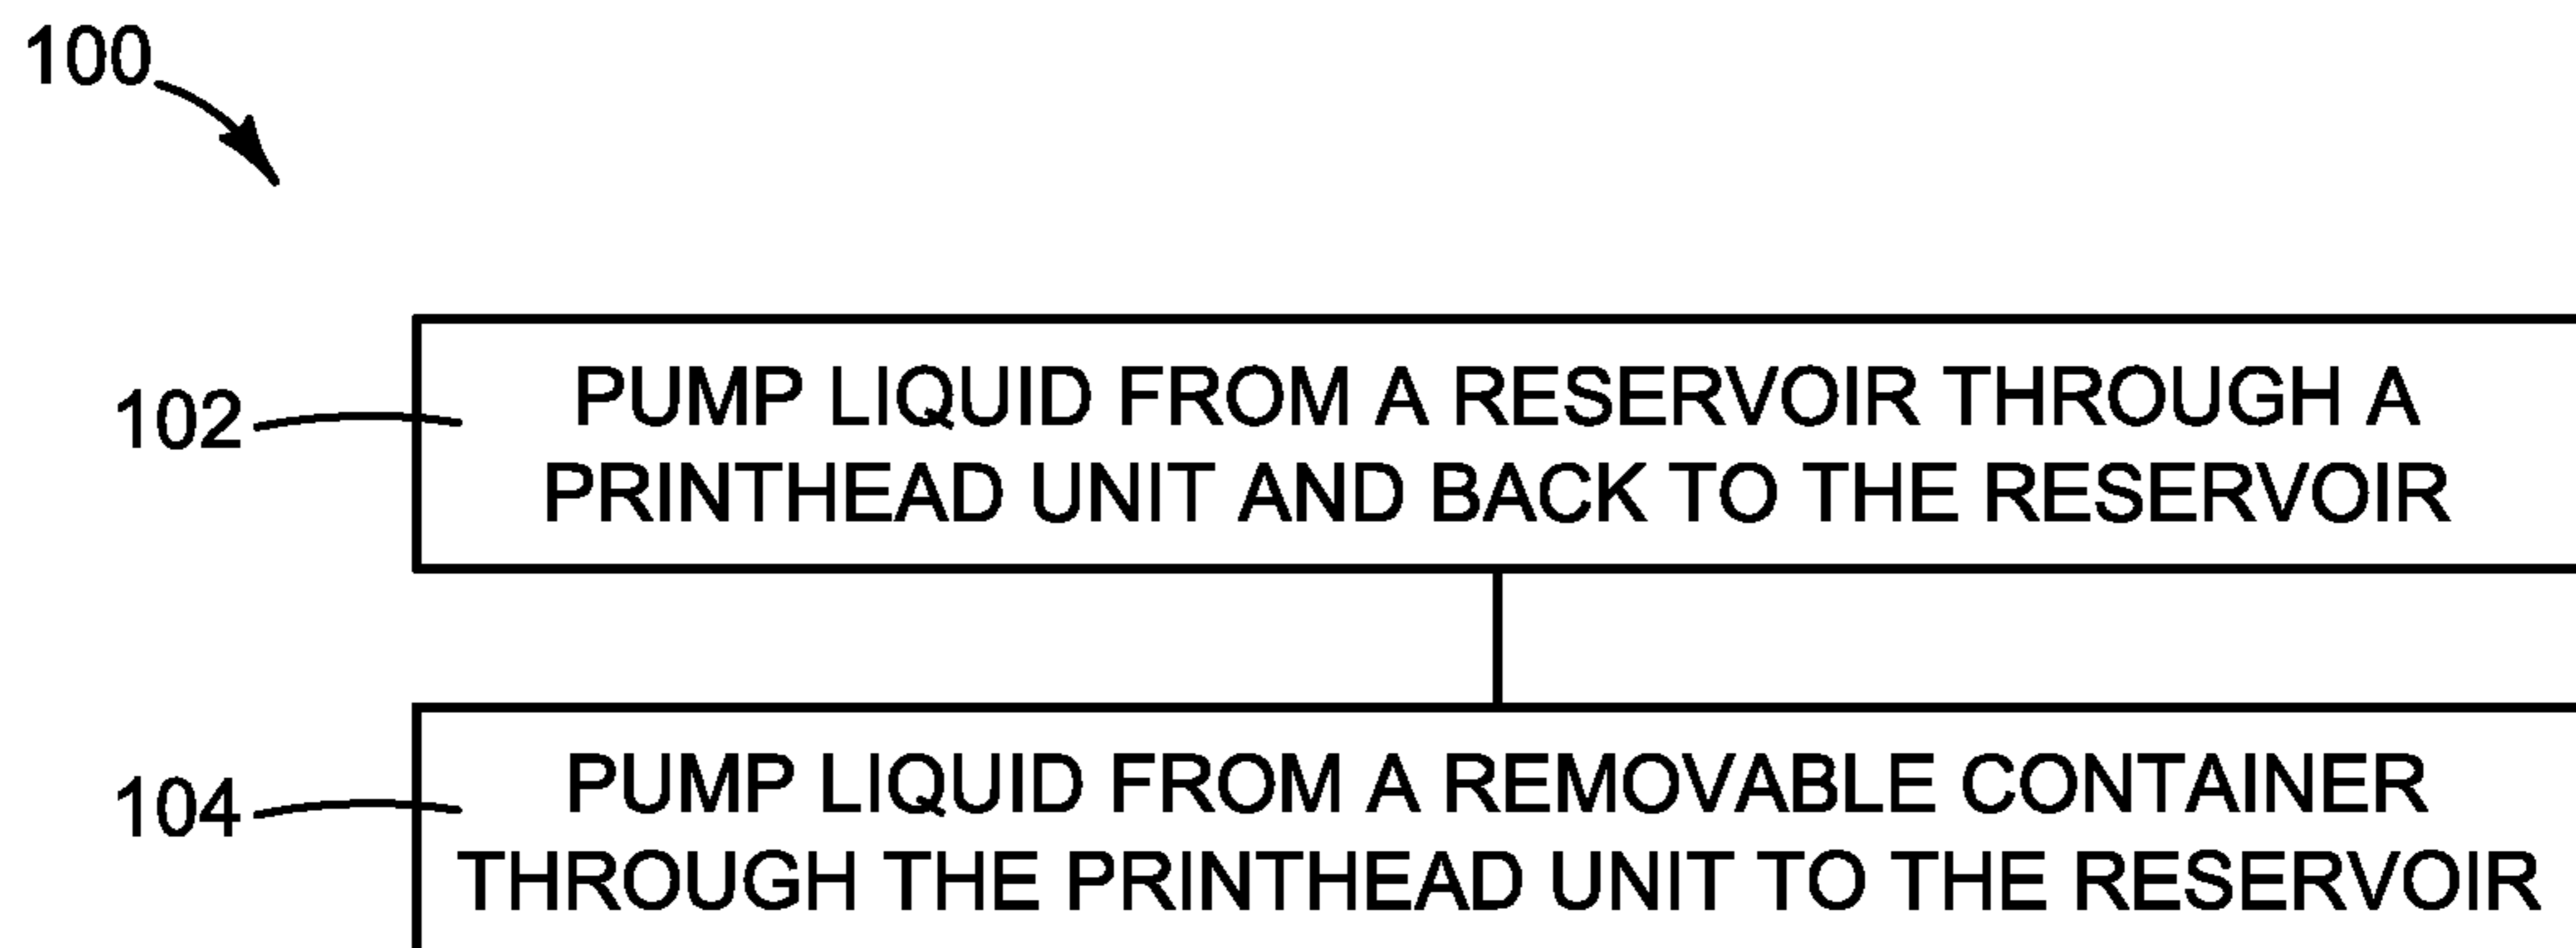 100
102
PUMP LIQUID FROM A RESERVOIR THROUGH A
PRINTHEAD UNIT AND BACK TO THE RESERVOIR
104
PUMP LIQUID FROM A REMOVABLE CONTAINER
THROUGH THE PRINTHEAD UNIT TO THE RESERVOIR